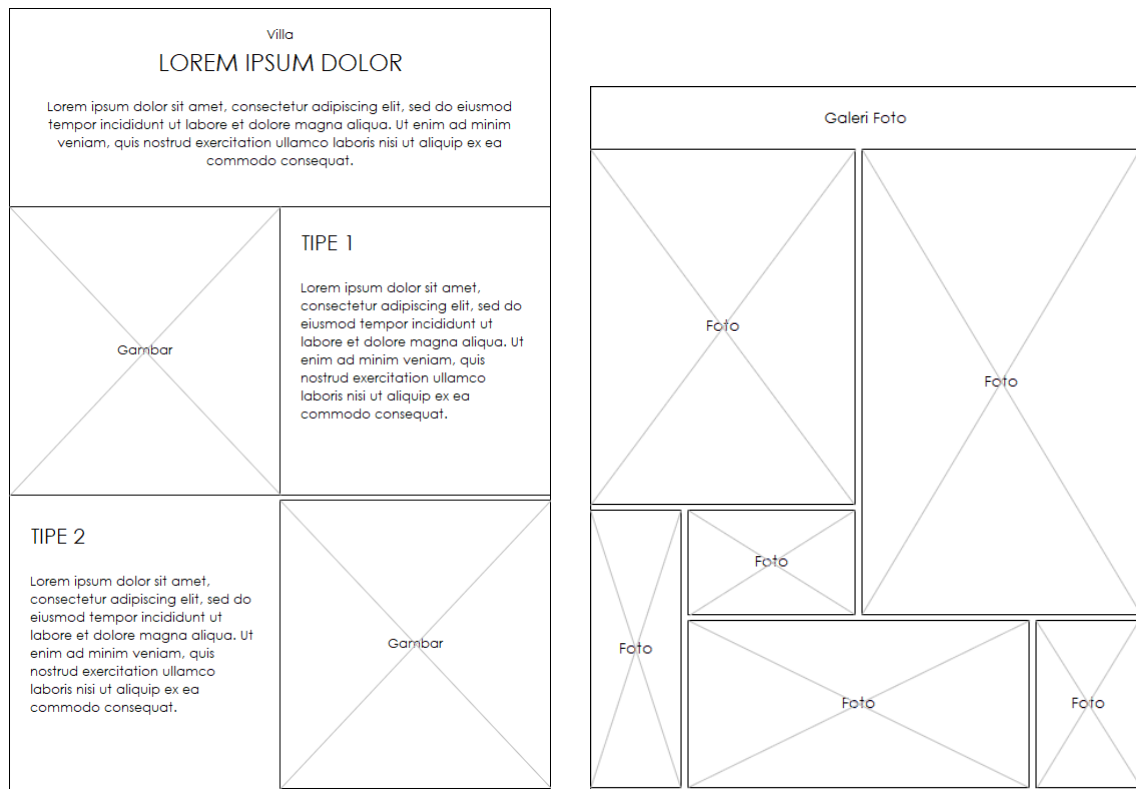 Villa
LOREM IPSUM DOLOR
Lorem ipsum dolor sit amet, consectetur adipiscing elit, sed do eiusmod
tempor incididunt ut labore et dolore magna aliqua. Ut enim ad minim
veniam, quis nostrud exercitation ullamco laboris nisi ut aliquip ex ea
commodo consequat.
Gambar
TIPE 1
Lorem ipsum dolor sit amet,
consectetur adipiscing elit, sed do
eiusmod tempor incididunt ut
labore et dolore magna aliqua. Ut
enim ad minim veniam, quis
nostrud exercitation ullamco
laboris nisi ut aliquip ex ea
commodo consequat.
TIPE 2
Lorem ipsum dolor sit amet,
consectetur adipiscing elit, sed do
eiusmod tempor incididunt ut
labore et dolore magna aliqua. Ut
enim ad minim veniam, quis
nostrud exercitation ullamco
laboris nisi ut aliquip ex ea
commodo consequat.
Gambar
Galeri Foto
Foto
Foto
Foto
Foto
Foto
Foto